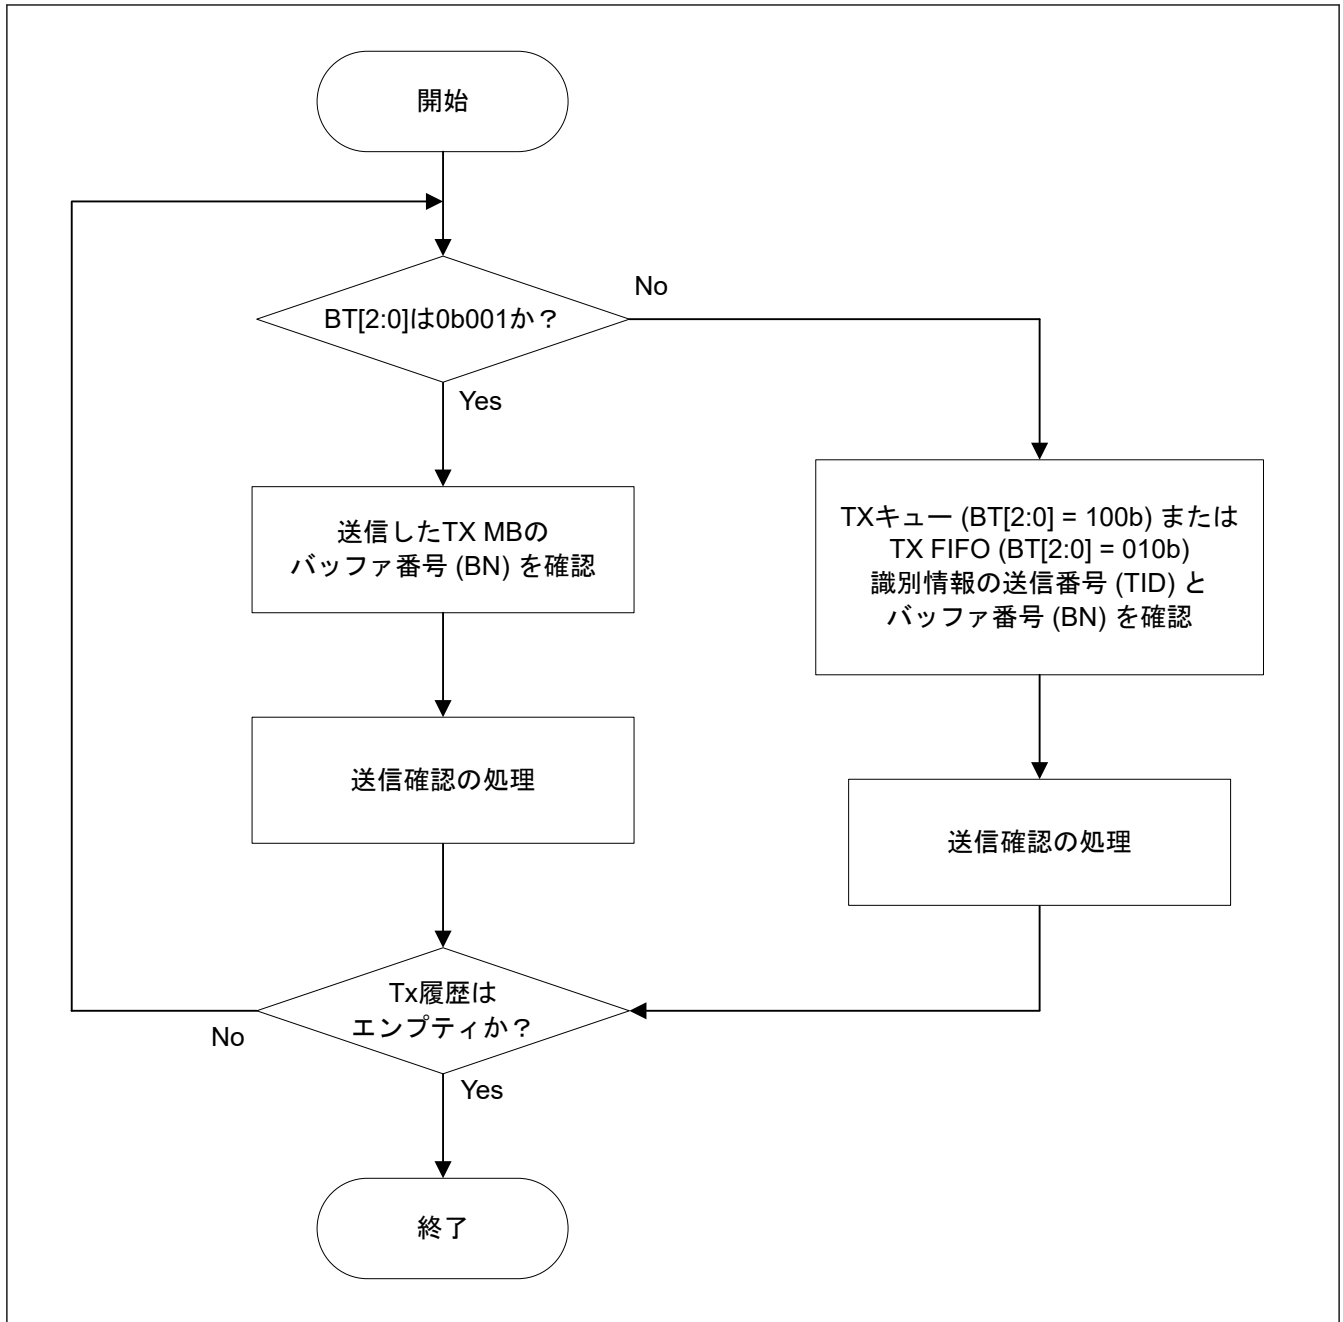 開始
BT[2:0]は0b001か？
No
Yes
送信したTX MBの
バッファ番号 (BN) を確認
TXキュー (BT[2:0] = 100b) または
TX FIFO (BT[2:0] = 010b)
識別情報の送信番号 (TID) と
バッファ番号 (BN) を確認
送信確認の処理
送信確認の処理
Tx履歴は
エンプティか？
No
Yes
終了